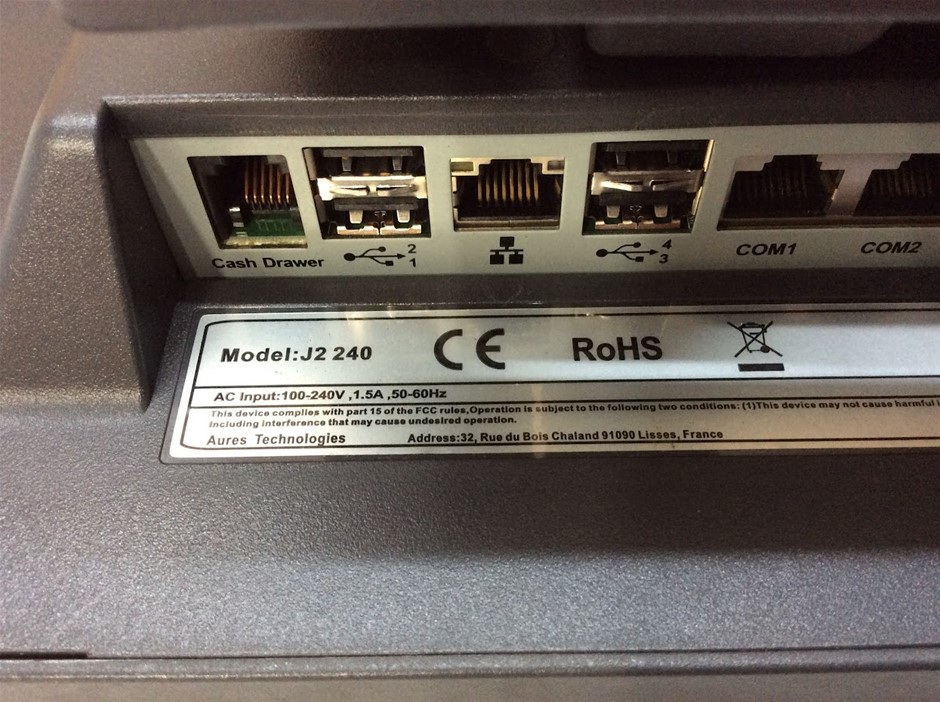 Cash Drawer
2
1
4
3
COM1
COM2
Model:J2 240
CE
RoHS
AC Input:100-240V ,1.5A ,50-60Hz
This device complies with part 15 of the FCC rules,Operation is subject to the following two conditions: (1)This device may not cause harmful
including interference that may cause undesired operation.
Aures Technologies
Address:32, Rue du Bois Chaland 91090 Lisses, France